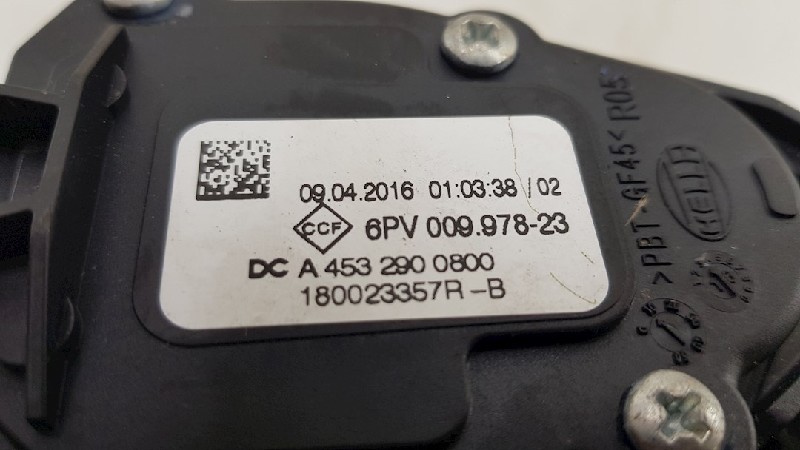 09.04.2016 01:03:38 /02
CCF 6PV 009.978-23
DC A 453 290 0800
180023357R -B
>PBT-GF45< R05
HELLA